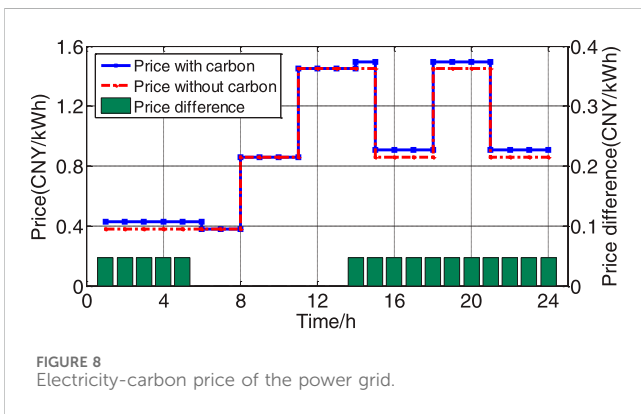 1.6
0.4
Price with carbon
Price without carbon
Price difference
1.2
0.3
0.8
0.2
0.4
0.1
0
0
0
4
8
12
16
20
24
Price(CNY/kWh)
Price difference(CNY/kWh)
Time/h
FIGURE 8
Electricity-carbon price of the power grid.